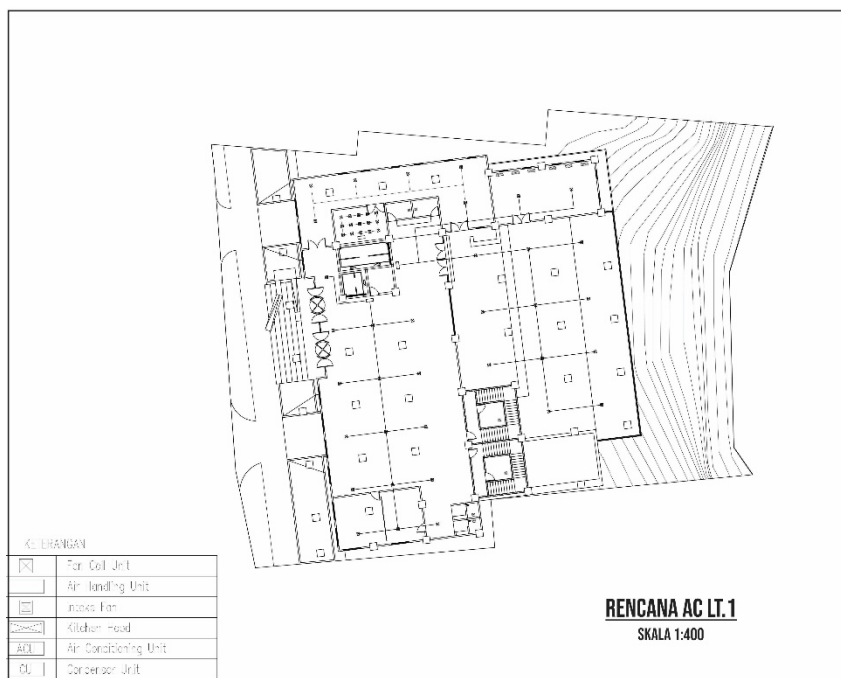 KETERANGAN
Fan Coil Unit
Air Handling Unit
Intake Fan
Kitchen Hood
ACU Air Conditioning Unit
CU Condensor Unit
RENCANA AC LT.1
SKALA 1:400